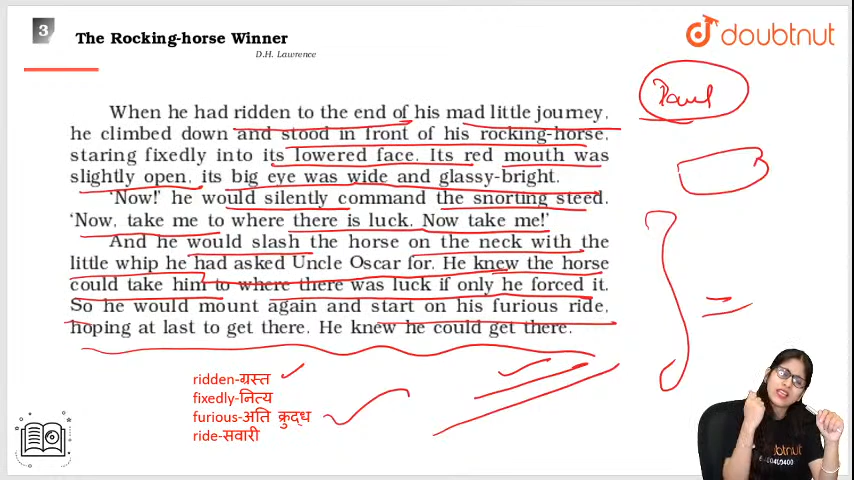 3
The Rocking-horse Winner
D.H. Lawrence
doubtnut
When he had ridden to the end of his mad little journey,
he climbed down and stood in front of his rocking-horse,
staring fixedly into its lowered face. Its red mouth was
slightly open, its big eye was wide and glassy-bright.
'Now!' he would silently command the snorting steed.
'Now, take me to where there is luck. Now take me!'
And he would slash the horse on the neck with the
little whip he had asked Uncle Oscar for. He knew the horse
could take him to where there was luck if only he forced it.
So he would mount again and start on his furious ride,
hoping at last to get there. He knew he could get there.
Paul
ridden-ग्रस्त
fixedly-नित्य
furious-अति क्रुद्ध
ride-सवारी
doubtnut